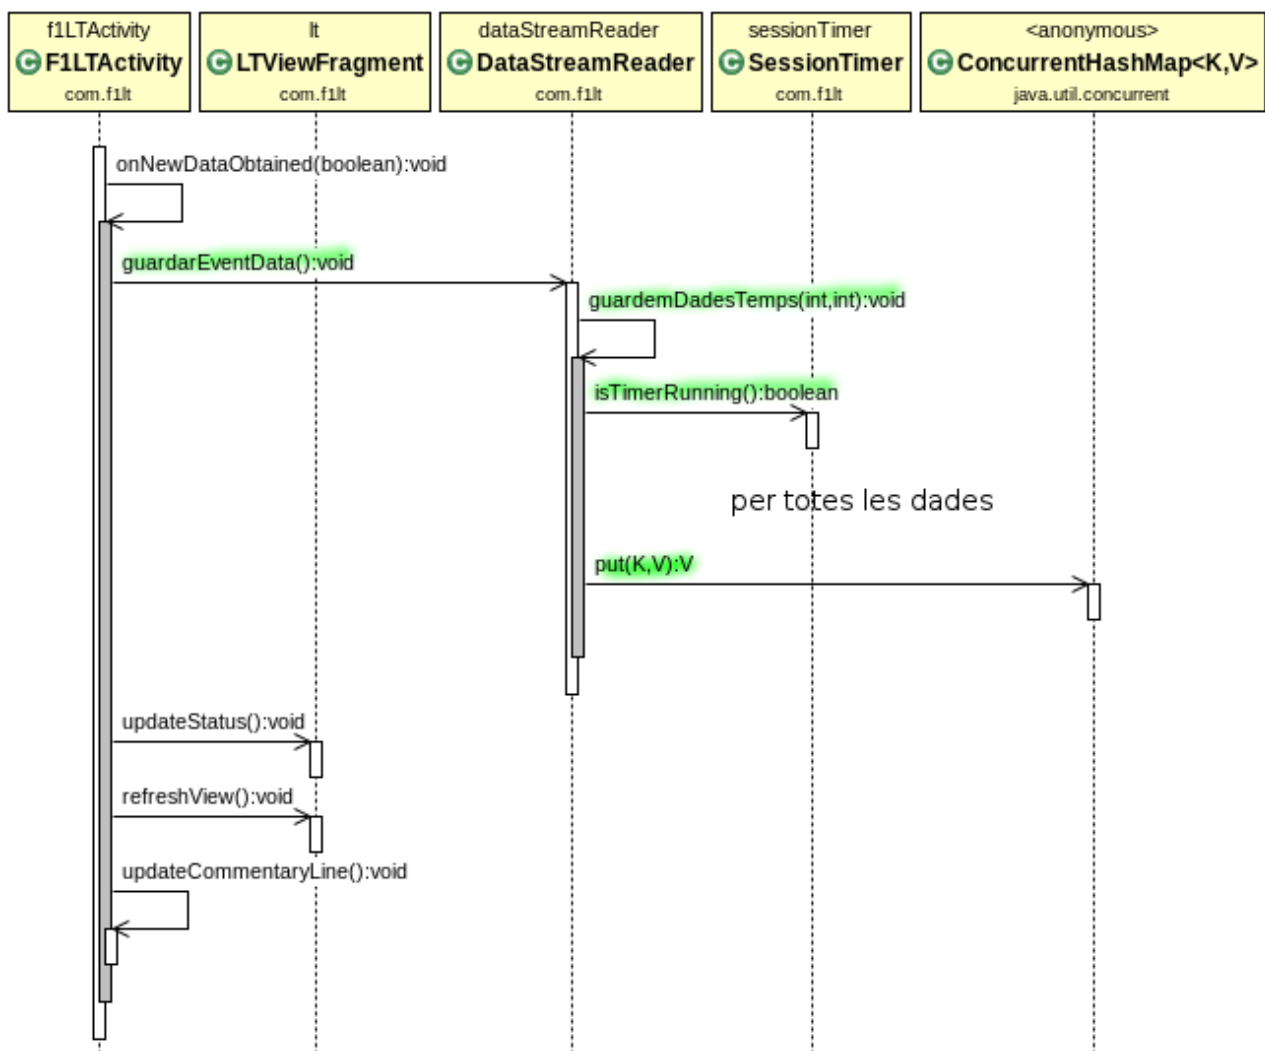 f1LTActivity
F1LTActivity
com.f1lt
lt
LTViewFragment
com.f1lt
dataStreamReader
DataStreamReader
com.f1lt
sessionTimer
SessionTimer
com.f1lt
<anonymous>
ConcurrentHashMap<K,V>
java.util.concurrent
onNewDataObtained(boolean):void
guardarEventData():void
guardemDadesTemps(int,int):void
isTimerRunning():boolean
per totes les dades
put(K,V):V
updateStatus():void
refreshView():void
updateCommentaryLine():void